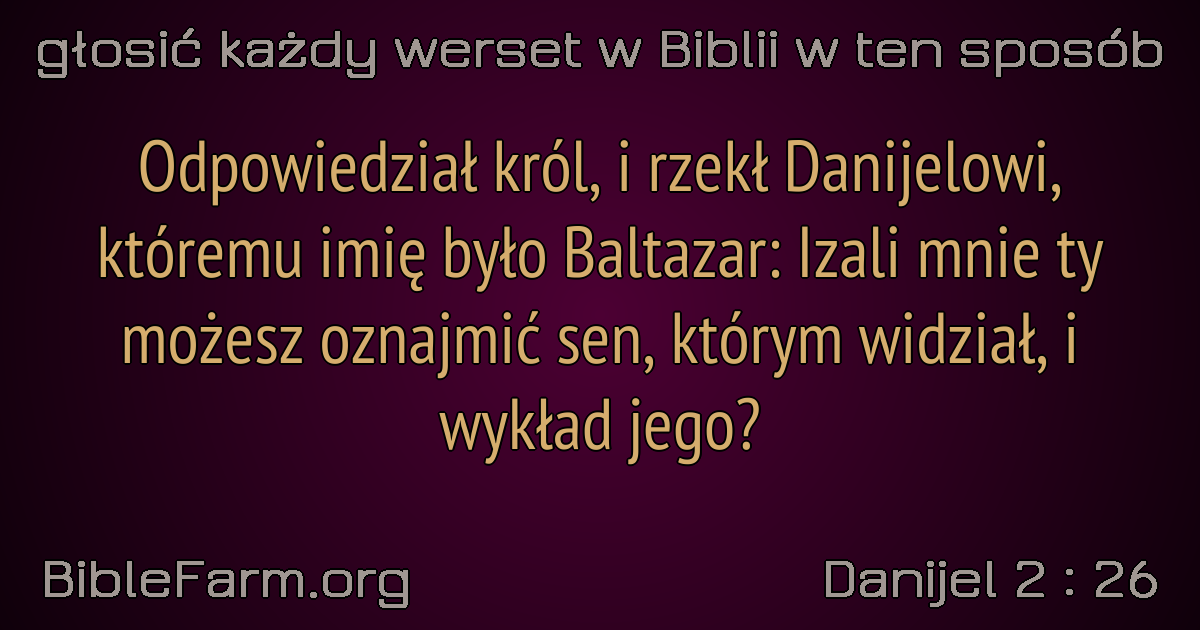 głosić każdy werset w Biblii w ten sposób
Odpowiedział król, i rzekł Danijelowi,
któremu imię było Baltazar: Izali mnie ty
możesz oznajmić sen, którym widział, i
wykład jego?
BibleFarm.org
Danijel 2 : 26